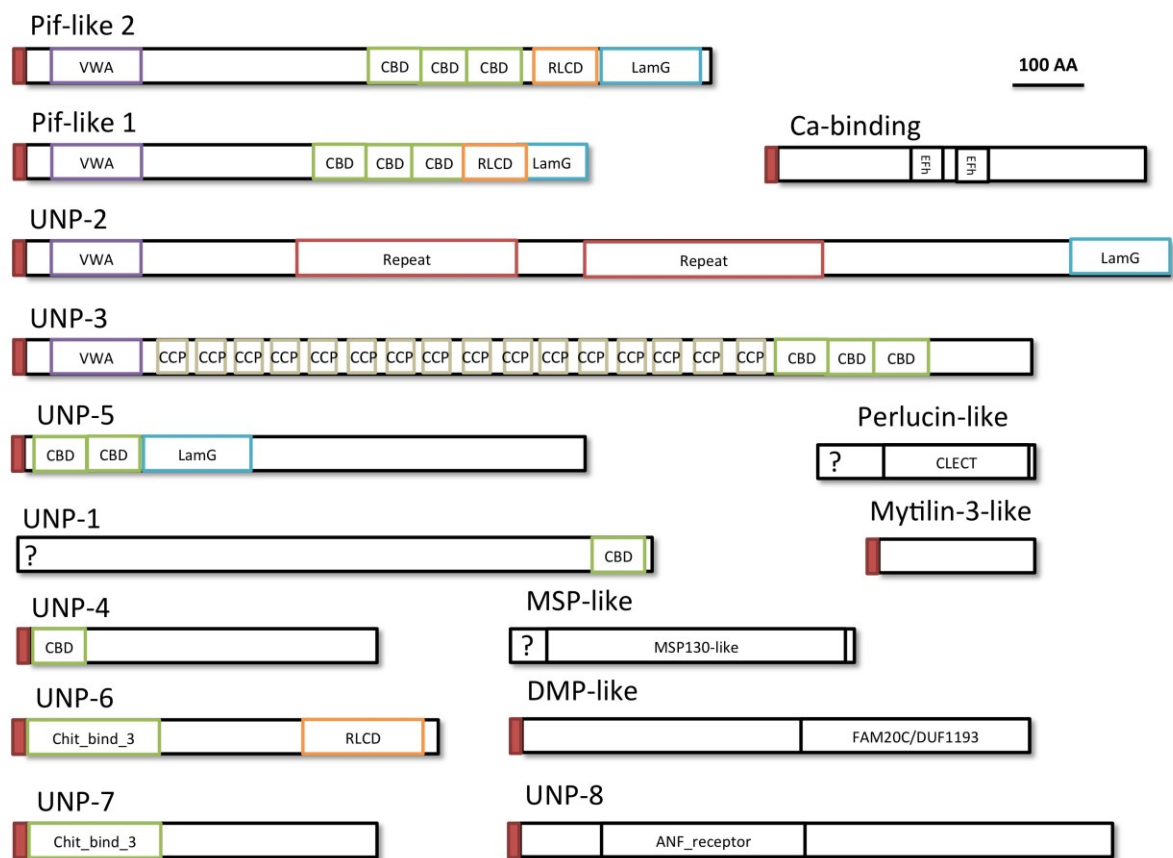 Pif-like 2
VWA CBD CBD CBD RLCD LamG
100 AA
Pif-like 1
VWA CBD CBD CBD RLCD LamG
Ca-binding
EFh EFh
UNP-2
VWA Repeat Repeat LamG
UNP-3
VWA CCP CCP CCP CCP CCP CCP CCP CCP CCP CCP CCP CCP CCP CCP CCP CCP CBD CBD CBD
UNP-5
CBD CBD LamG
Perlucin-like
? CLECT
UNP-1
? CBD
Mytilin-3-like
UNP-4
CBD
MSP-like
? MSP130-like
UNP-6
Chit_bind_3 RLCD
DMP-like
FAM20C/DUF1193
UNP-7
Chit_bind_3
UNP-8
ANF_receptor